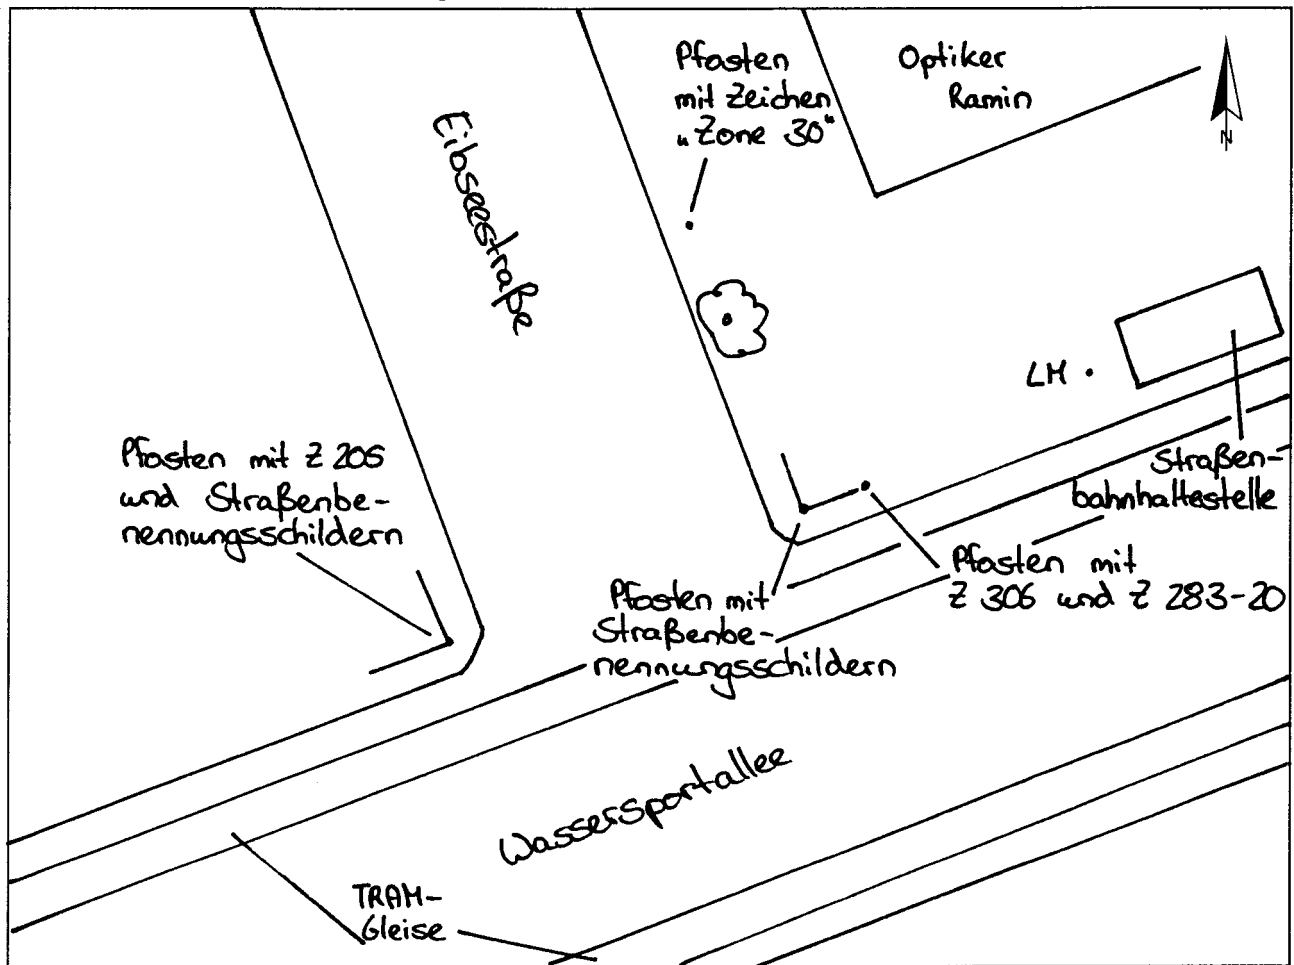 Pfosten
mit Zeichen
„Zone 30"
Optiker
Ramin
N
Eibseestraße
LM
Straßen-
bahnhaltestelle
Pfosten mit Z 205
und Straßenbe-
nennungsschildern
Pfosten mit
Z 306 und Z 283-20
Pfosten mit
Straßenbe-
nennungsschildern
Wassersportallee
TRAM-
Gleise